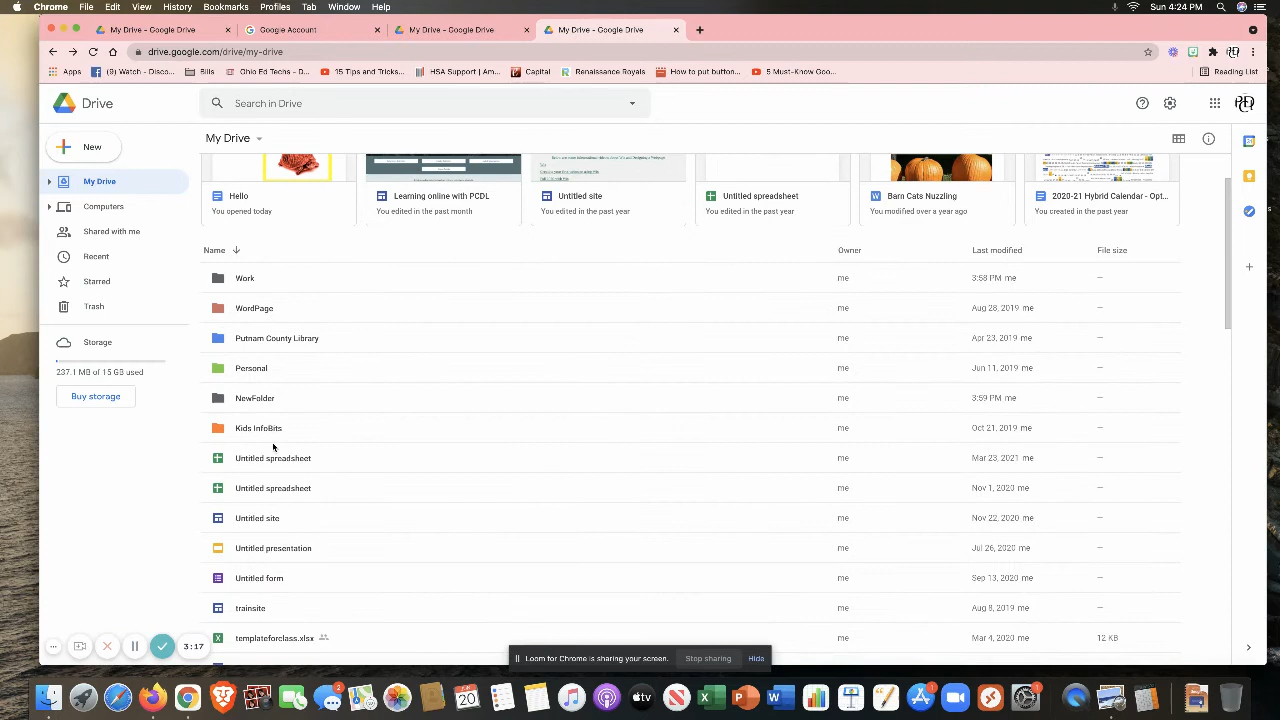 Chrome File Edit View History Bookmarks Profiles Tab Window Help Sun 4:24 PM
My Drive - Google Drive × Google Account × My Drive - Google Drive × My Drive - Google Drive ×
drive.google.com/drive/my-drive
Apps (9) Watch - Disco... Bills Ohio Ed Techs - G... 15 Tips and Tricks... HSA Support | Am... Capital Renaissance Royals How to put button... 5 Must-Know Goo... Reading List
Drive Search in Drive
New
My Drive
My Drive
Computers
Shared with me
Recent
Starred
Trash
Storage
237.1 MB of 15 GB used
Buy storage
Hello
You opened today
Learning online with PCDL
You edited in the past month
Untitled site
You edited in the past year
Untitled spreadsheet
You edited in the past year
Barn Cats Nuzzling
You modified over a year ago
2020-21 Hybrid Calendar - Opt...
You created in the past year
Name Owner Last modified File size
Work me 3:58 PM me —
WordPage me Aug 28, 2019 me —
Putnam County Library me Apr 23, 2019 me —
Personal me Jun 11, 2019 me —
NewFolder me 3:59 PM me —
Kids InfoBits me Oct 21, 2019 me —
Untitled spreadsheet me Mar 23, 2021 me —
Untitled spreadsheet me Nov 1, 2020 me —
Untitled site me Nov 22, 2020 me —
Untitled presentation me Jul 26, 2020 me —
Untitled form me Sep 13, 2020 me —
trainsite me Aug 8, 2019 me —
templateforclass.xlsx me Mar 4, 2020 me 12 KB
3:17
Loom for Chrome is sharing your screen. Stop sharing Hide
20